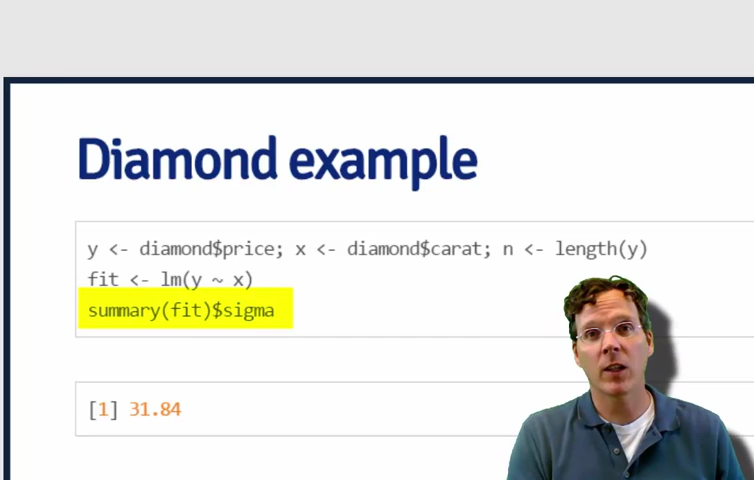 Diamond example
y <- diamond$price; x <- diamond$carat; n <- length(y)
fit <- lm(y ~ x)
summary(fit)$sigma
[1] 31.84